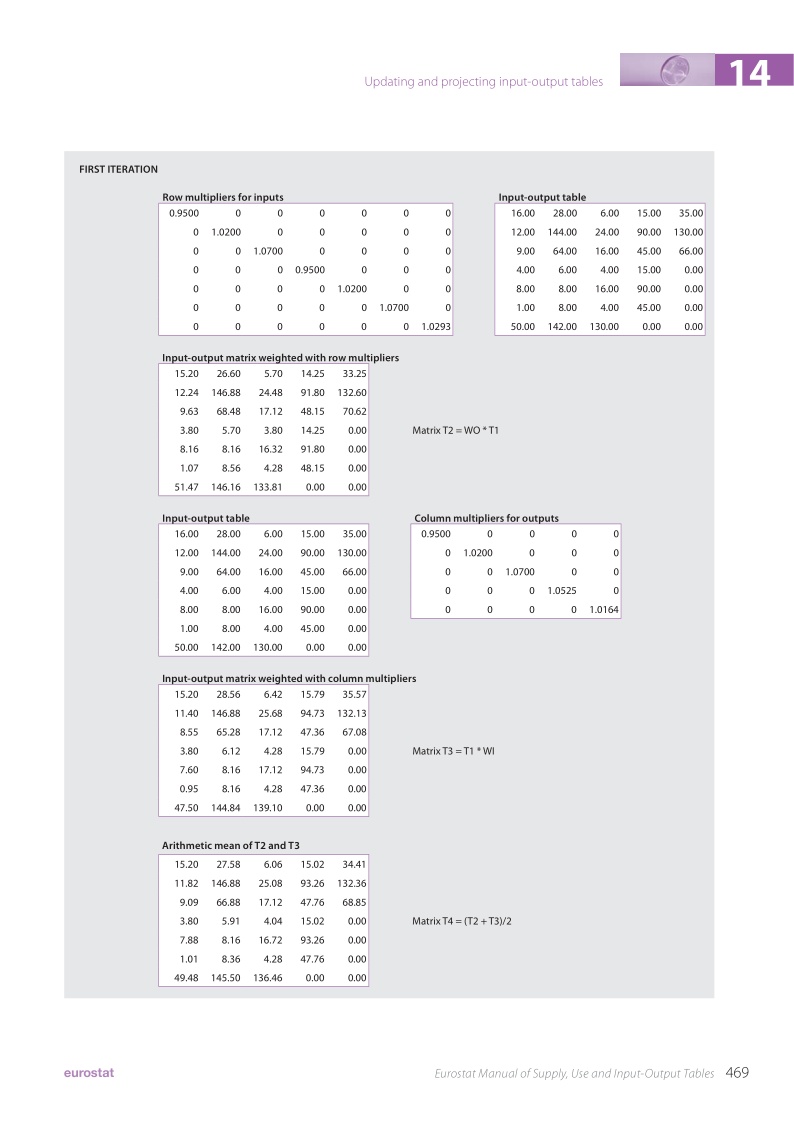 Updating and projecting input-output tables
14
FIRST ITERATION
Row multipliers for inputs
0.9500 0 0 0 0 0 0
0 1.0200 0 0 0 0 0
0 0 1.0700 0 0 0 0
0 0 0 0.9500 0 0 0
0 0 0 0 1.0200 0 0
0 0 0 0 0 1.0700 0
0 0 0 0 0 0 1.0293
Input-output table
16.00 28.00 6.00 15.00 35.00
12.00 144.00 24.00 90.00 130.00
9.00 64.00 16.00 45.00 66.00
4.00 6.00 4.00 15.00 0.00
8.00 8.00 16.00 90.00 0.00
1.00 8.00 4.00 45.00 0.00
50.00 142.00 130.00 0.00 0.00
Input-output matrix weighted with row multipliers
15.20 26.60 5.70 14.25 33.25
12.24 146.88 24.48 91.80 132.60
9.63 68.48 17.12 48.15 70.62
3.80 5.70 3.80 14.25 0.00
8.16 8.16 16.32 91.80 0.00
1.07 8.56 4.28 48.15 0.00
51.47 146.16 133.81 0.00 0.00
Matrix T2 = WO * T1
Input-output table
16.00 28.00 6.00 15.00 35.00
12.00 144.00 24.00 90.00 130.00
9.00 64.00 16.00 45.00 66.00
4.00 6.00 4.00 15.00 0.00
8.00 8.00 16.00 90.00 0.00
1.00 8.00 4.00 45.00 0.00
50.00 142.00 130.00 0.00 0.00
Column multipliers for outputs
0.9500 0 0 0 0
0 1.0200 0 0 0
0 0 1.0700 0 0
0 0 0 1.0525 0
0 0 0 0 1.0164
Input-output matrix weighted with column multipliers
15.20 28.56 6.42 15.79 35.57
11.40 146.88 25.68 94.73 132.13
8.55 65.28 17.12 47.36 67.08
3.80 6.12 4.28 15.79 0.00
7.60 8.16 17.12 94.73 0.00
0.95 8.16 4.28 47.36 0.00
47.50 144.84 139.10 0.00 0.00
Matrix T3 = T1 * WI
Arithmetic mean of T2 and T3
15.20 27.58 6.06 15.02 34.41
11.82 146.88 25.08 93.26 132.36
9.09 66.88 17.12 47.76 68.85
3.80 5.91 4.04 15.02 0.00
7.88 8.16 16.72 93.26 0.00
1.01 8.36 4.28 47.76 0.00
49.48 145.50 136.46 0.00 0.00
Matrix T4 = (T2 + T3)/2
eurostat
Eurostat Manual of Supply, Use and Input-Output Tables 469